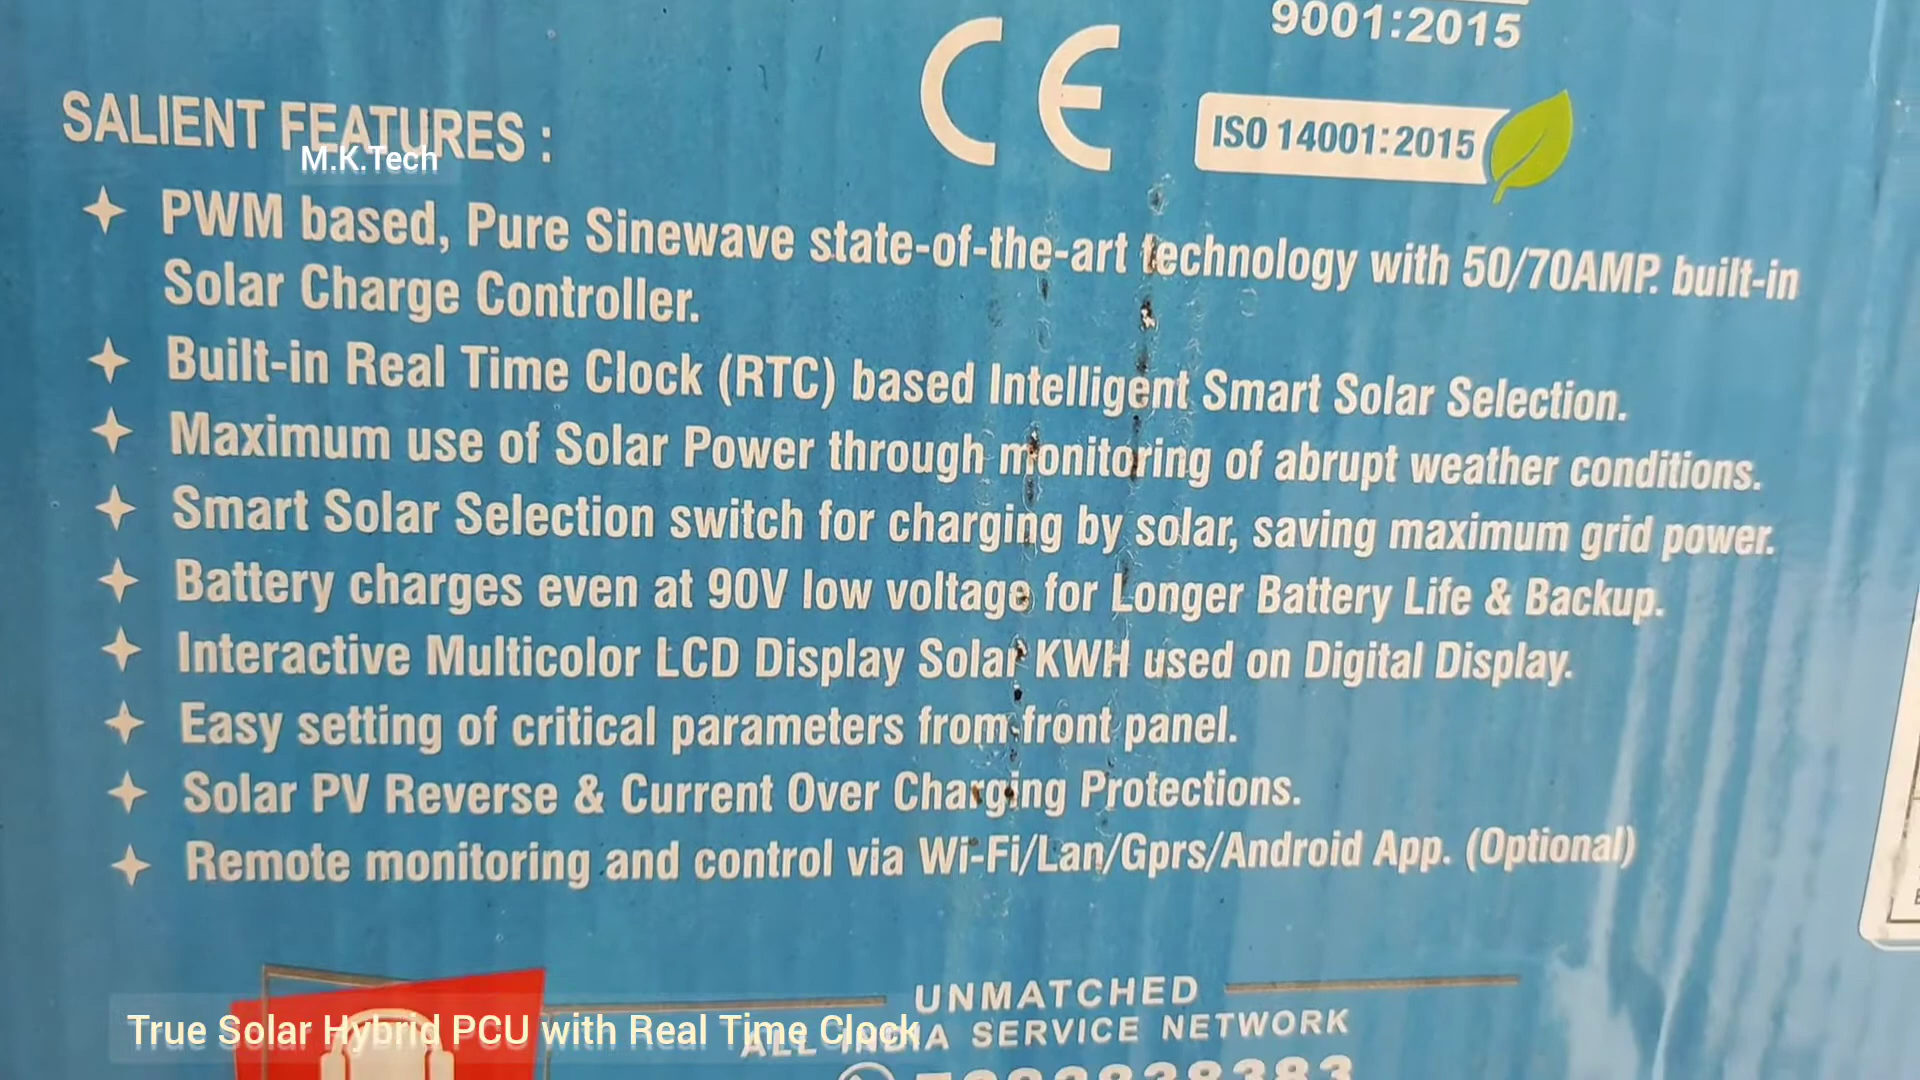 9001:2015
CE
ISO 14001:2015
SALIENT FEATURES :
M.K.Tech
PWM based, Pure Sinewave state-of-the-art technology with 50/70AMP. built-in
Solar Charge Controller.
Built-in Real Time Clock (RTC) based Intelligent Smart Solar Selection.
Maximum use of Solar Power through monitoring of abrupt weather conditions.
Smart Solar Selection switch for charging by solar, saving maximum grid power.
Battery charges even at 90V low voltage for Longer Battery Life & Backup.
Interactive Multicolor LCD Display Solar KWH used on Digital Display.
Easy setting of critical parameters from front panel.
Solar PV Reverse & Current Over Charging Protections.
Remote monitoring and control via Wi-Fi/Lan/Gprs/Android App. (Optional)
UNMATCHED
ALL INDIA SERVICE NETWORK
True Solar Hybrid PCU with Real Time Clock